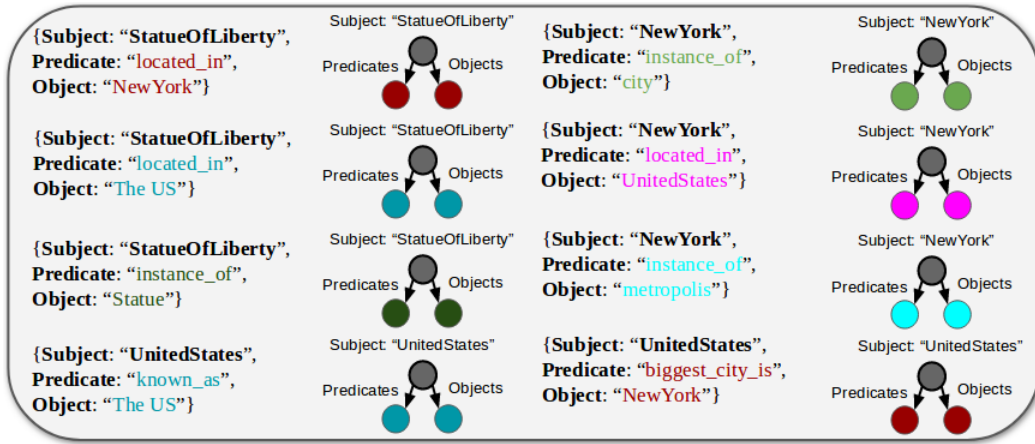 {Subject: “StatueOfLiberty”,
Predicate: “located_in”,
Object: “NewYork”}
Subject: “StatueOfLiberty”
Predicates
Objects
{Subject: “StatueOfLiberty”,
Predicate: “located_in”,
Object: “The US”}
Subject: “StatueOfLiberty”
Predicates
Objects
{Subject: “StatueOfLiberty”,
Predicate: “instance_of”,
Object: “Statue”}
Subject: “StatueOfLiberty”
Predicates
Objects
{Subject: “UnitedStates”,
Predicate: “known_as”,
Object: “The US”}
Subject: “UnitedStates”
Predicates
Objects
{Subject: “NewYork”,
Predicate: “instance_of”,
Object: “city”}
Subject: “NewYork”
Predicates
Objects
{Subject: “NewYork”,
Predicate: “located_in”,
Object: “UnitedStates”}
Subject: “NewYork”
Predicates
Objects
{Subject: “NewYork”,
Predicate: “instance_of”,
Object: “metropolis”}
Subject: “NewYork”
Predicates
Objects
{Subject: “UnitedStates”,
Predicate: “biggest_city_is”,
Object: “NewYork”}
Subject: “UnitedStates”
Predicates
Objects